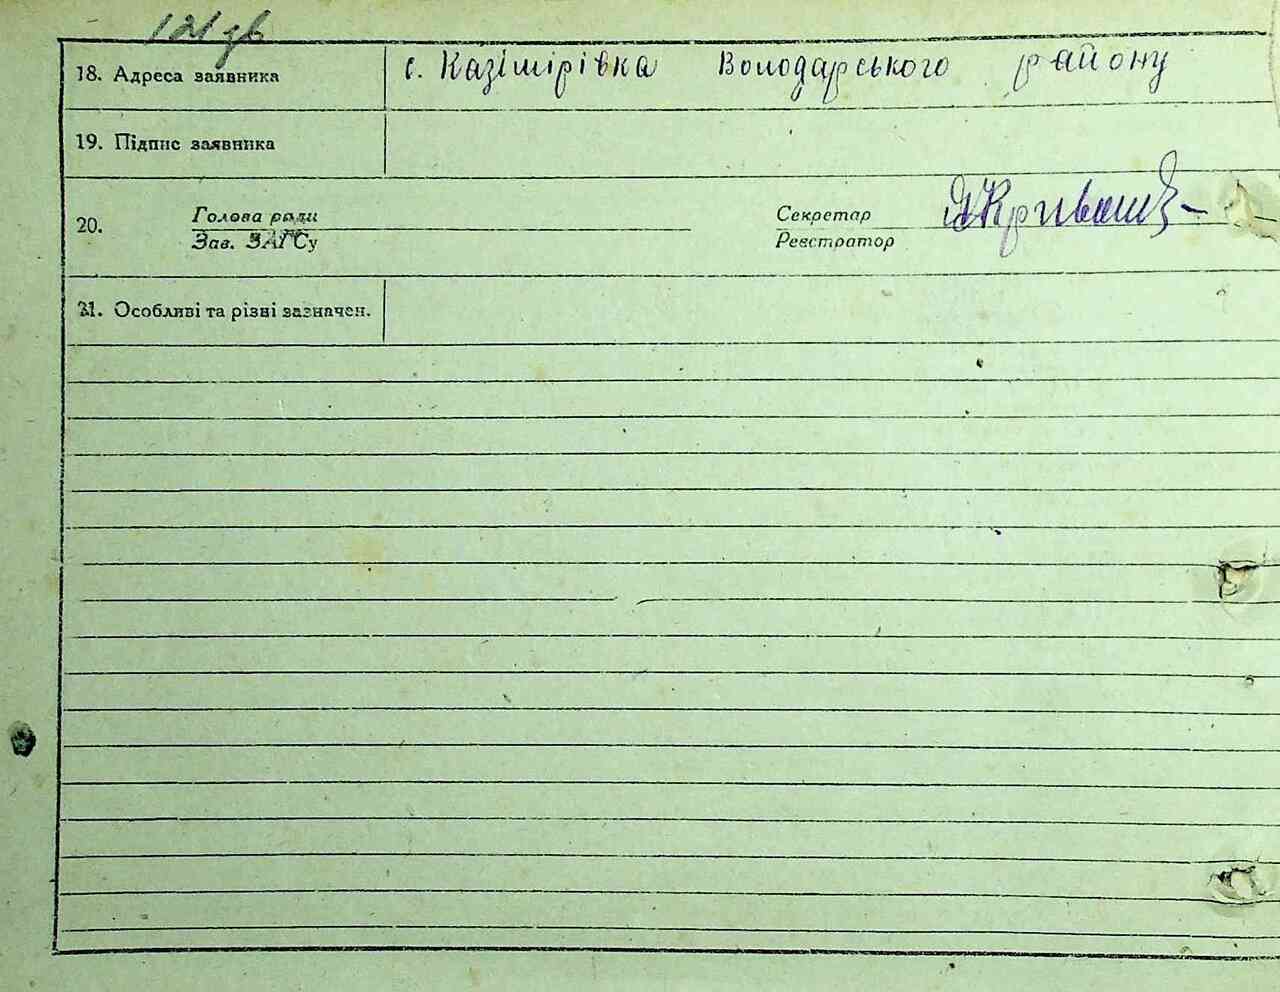 121 зв
18. Адреса заявника с. Казімірівка Володарського району
19. Підпис заявника
20. Голова ради Секретар
Зав. ЗАГСу Реєстратор
21. Особливі та різні зазначен.